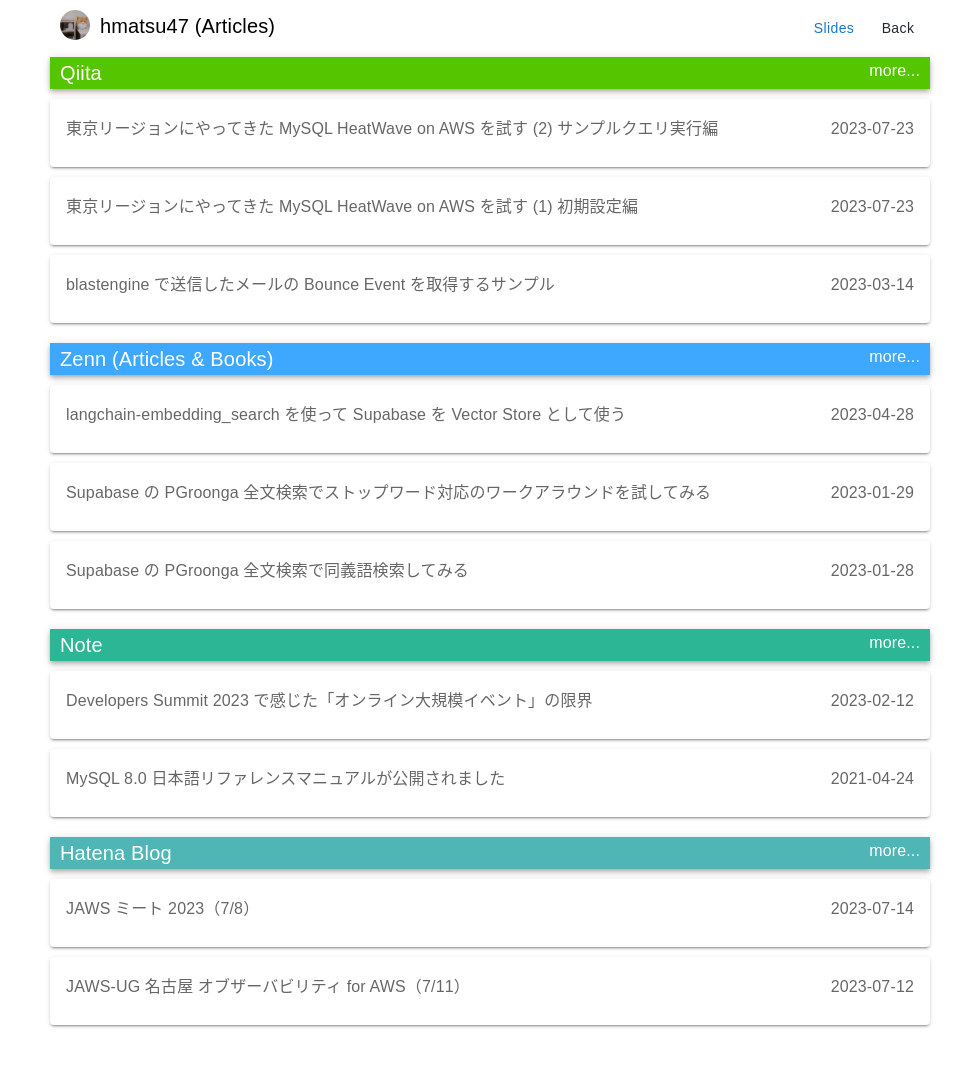 hmatsu47 (Articles)
Slides Back
Qiita more...
東京リージョンにやってきた MySQL HeatWave on AWS を試す (2) サンプルクエリ実行編 2023-07-23
東京リージョンにやってきた MySQL HeatWave on AWS を試す (1) 初期設定編 2023-07-23
blastengine で送信したメールの Bounce Event を取得するサンプル 2023-03-14
Zenn (Articles & Books) more...
langchain-embedding_search を使って Supabase を Vector Store として使う 2023-04-28
Supabase の PGroonga 全文検索でストップワード対応のワークアラウンドを試してみる 2023-01-29
Supabase の PGroonga 全文検索で同義語検索してみる 2023-01-28
Note more...
Developers Summit 2023 で感じた「オンライン大規模イベント」の限界 2023-02-12
MySQL 8.0 日本語リファレンスマニュアルが公開されました 2021-04-24
Hatena Blog more...
JAWS ミート 2023（7/8） 2023-07-14
JAWS-UG 名古屋 オブザーバビリティ for AWS（7/11） 2023-07-12